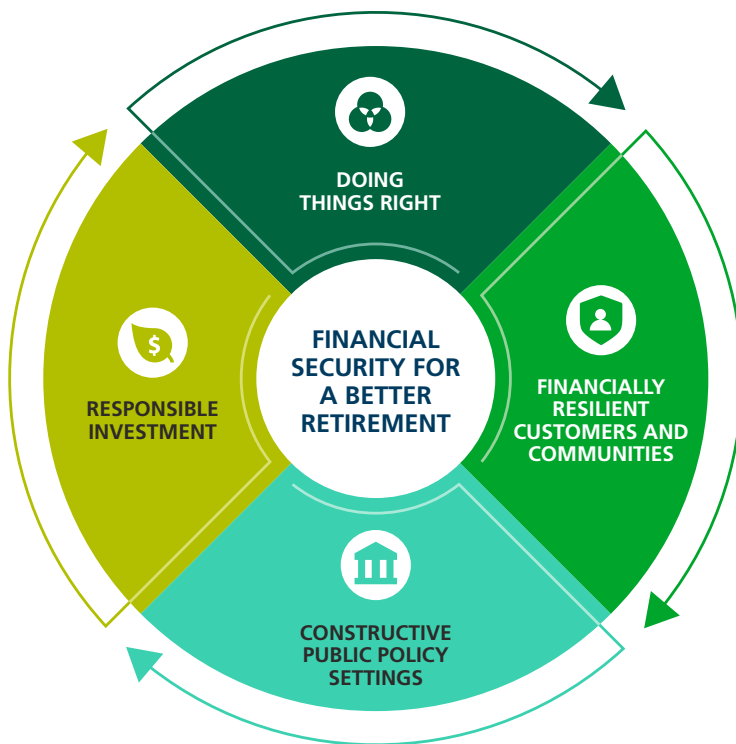 DOING
THINGS RIGHT
FINANCIAL
SECURITY FOR
A BETTER
RETIREMENT
$
RESPONSIBLE
INVESTMENT
FINANCIALLY
RESILIENT
CUSTOMERS AND
COMMUNITIES
CONSTRUCTIVE
PUBLIC POLICY
SETTINGS